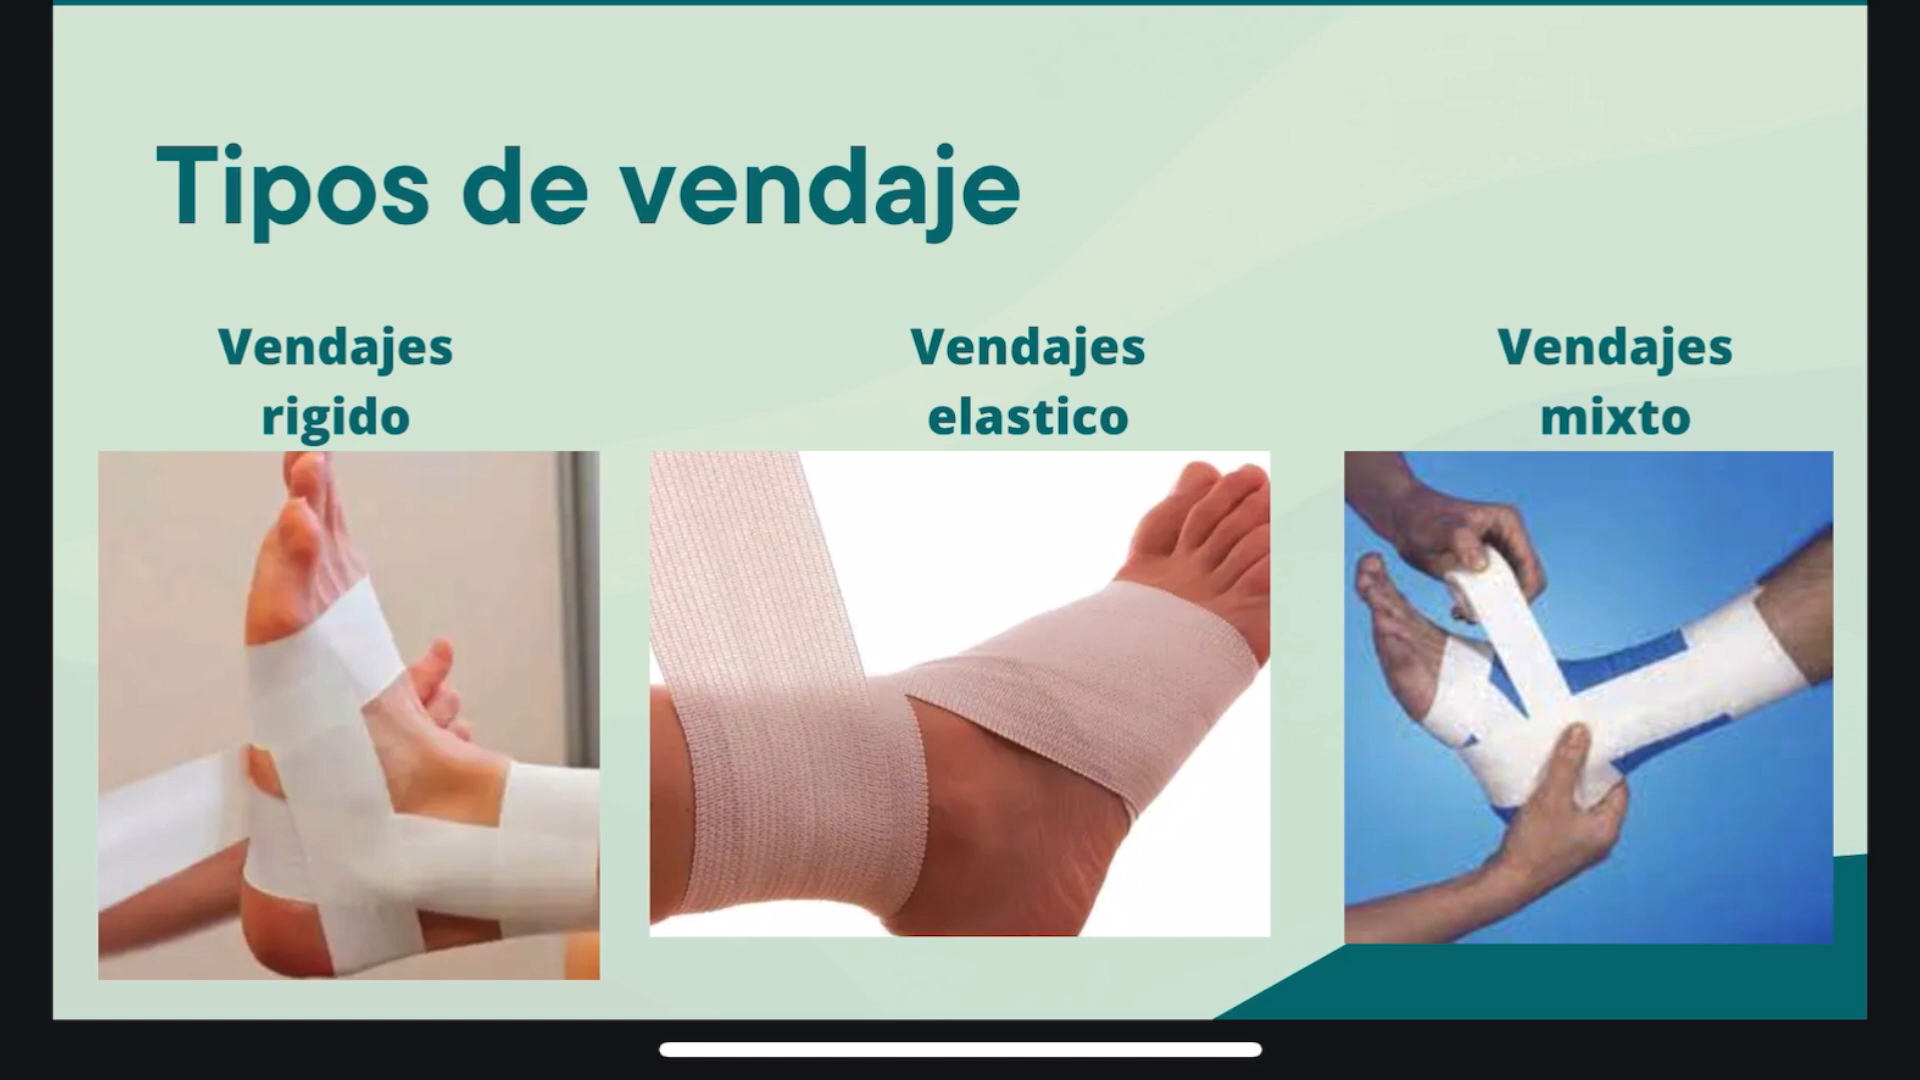 Tipos de vendaje
Vendajes
rigido
Vendajes
elastico
Vendajes
mixto